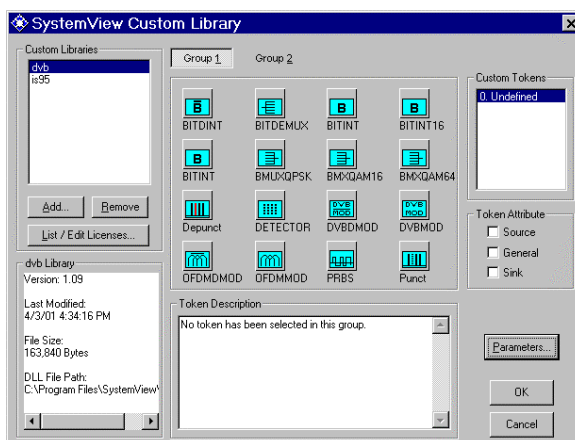 SystemView Custom Library
Custom Libraries
dvb
is95
Add...
Remove
List / Edit Licenses...
dvb Library
Version: 1.09
Last Modified:
4/3/01 4:34:16 PM
File Size:
163,840 Bytes
DLL File Path:
C:\Program Files\SystemView\
Group 1
Group 2
B B B
BITDINT BITDEMUX BITINT BITINT16
B
BITINT BMUXQPSK BMXQAM16 BMXQAM64
DVB MOD DVB MOD
Depunct DETECTOR DVBDMOD DVBMOD
OFDMDMOD OFDMMOD PRBS Punct
Token Description
No token has been selected in this group.
Custom Tokens
0. Undefined
Token Attribute
Source
General
Sink
Parameters...
OK
Cancel